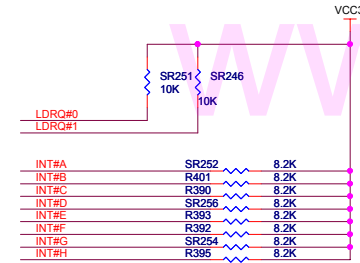 VCC3
SR251 SR246
10K
10K
LDRQ#0
LDRQ#1
INT#A SR252 8.2K
INT#B R401 8.2K
INT#C R390 8.2K
INT#D SR256 8.2K
INT#E R393 8.2K
INT#F R392 8.2K
INT#G SR254 8.2K
INT#H R395 8.2K